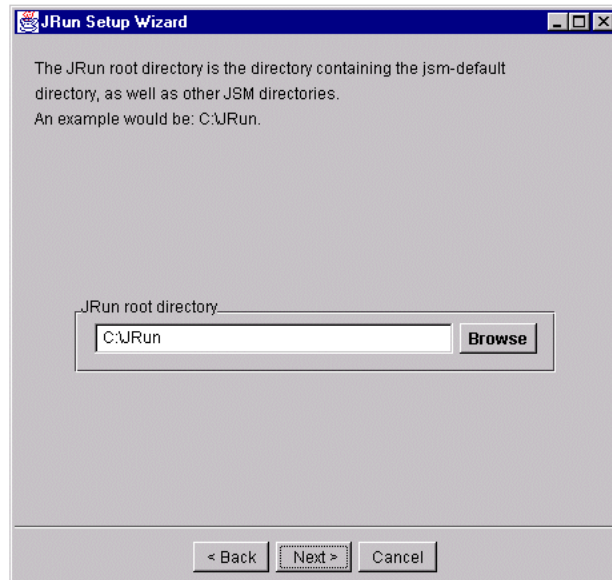 JRun Setup Wizard
The JRun root directory is the directory containing the jsm-default
directory, as well as other JSM directories.
An example would be: C:\JRun.
JRun root directory
C:\JRun
Browse
< Back
Next >
Cancel